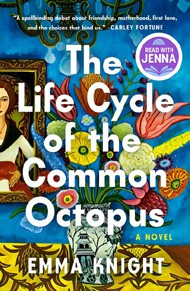 "A spellbinding debut about friendship, motherhood, first love,
and the choices that bind us." —CARLEY FORTUNE
READ WITH
JENNA
The
Life Cycle
of the
Common
Octopus
A NOVEL
EMMA KNIGHT